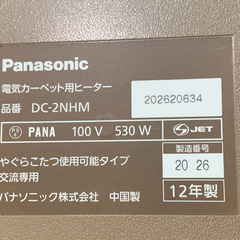 Panasonic
電気カーペット用ヒーター
品番 DC-2NHM
202620634
PANA 100V 530W
JET
やぐらこたつ使用可能タイプ
交流専用
製造番号
20 26
パナソニック株式会社 中国製
12年製